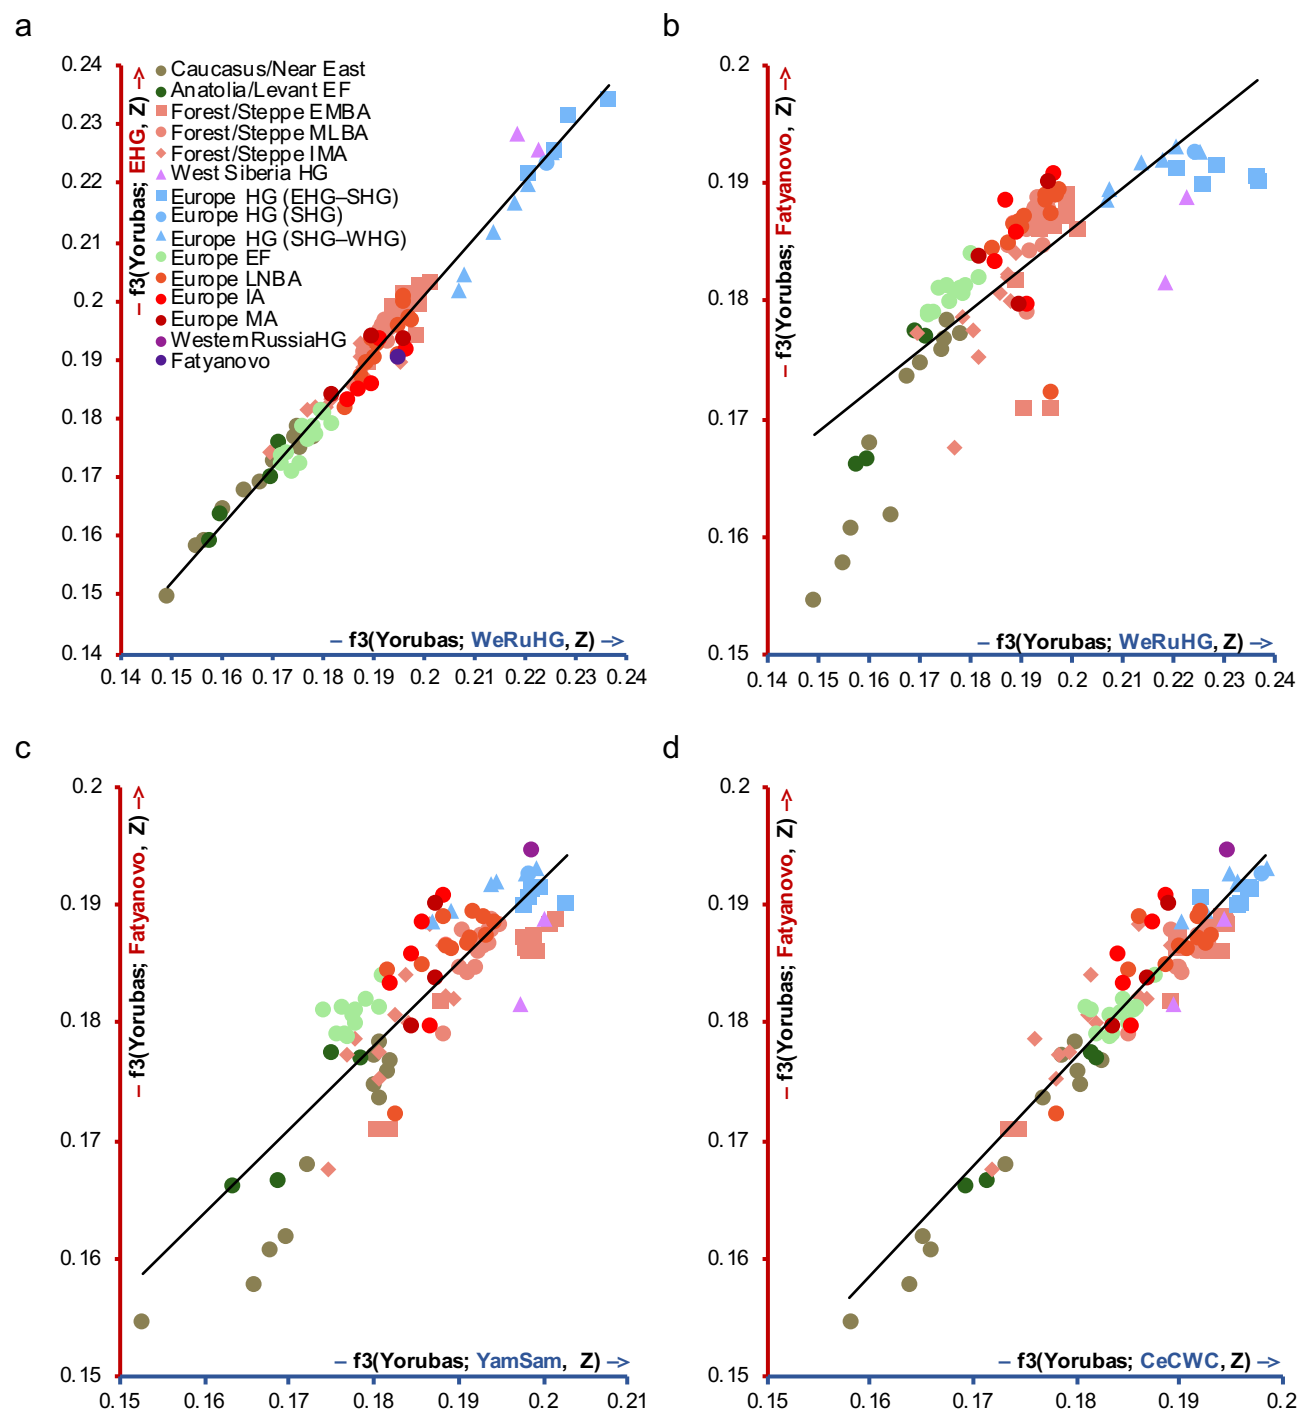 a
0.24
0.23
0.22
0.21
0.2
0.19
0.18
0.17
0.16
0.15
0.14
– f3(Yorubas; EHG, Z) –>
Caucasus/Near East
Anatolia/Levant EF
Forest/Steppe EMBA
Forest/Steppe MLBA
Forest/Steppe IMA
West Siberia HG
Europe HG (EHG–SHG)
Europe HG (SHG)
Europe HG (SHG–WHG)
Europe EF
Europe LNBA
Europe IA
Europe MA
WesternRussiaHG
Fatyanovo
– f3(Yorubas; WeRuHG, Z) –>
0.14 0.15 0.16 0.17 0.18 0.19 0.2 0.21 0.22 0.23 0.24
b
0.2
0.19
0.18
0.17
0.16
0.15
– f3(Yorubas; Fatyanovo, Z) –>
– f3(Yorubas; WeRuHG, Z) –>
0.14 0.15 0.16 0.17 0.18 0.19 0.2 0.21 0.22 0.23 0.24
c
0.2
0.19
0.18
0.17
0.16
0.15
– f3(Yorubas; Fatyanovo, Z) –>
– f3(Yorubas; YamSam, Z) –>
0.15 0.16 0.17 0.18 0.19 0.2 0.21
d
0.2
0.19
0.18
0.17
0.16
0.15
– f3(Yorubas; Fatyanovo, Z) –>
– f3(Yorubas; CeCWC, Z) –>
0.15 0.16 0.17 0.18 0.19 0.2